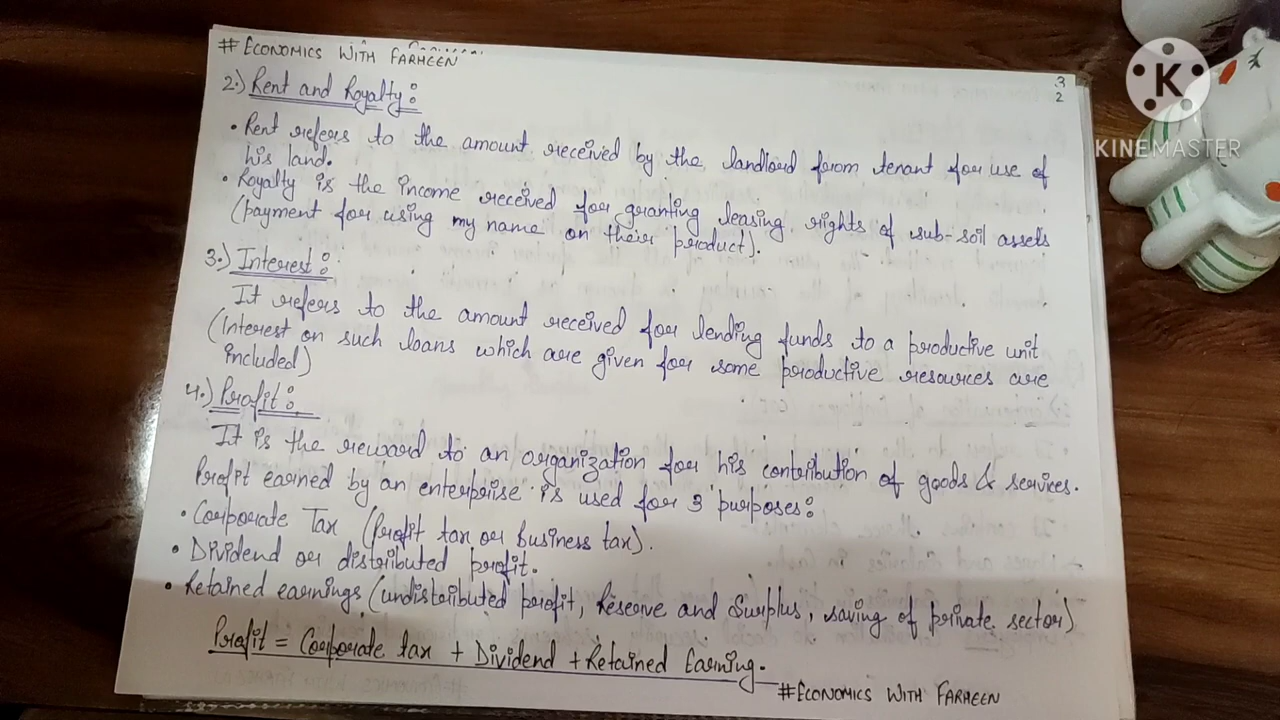 # ECONOMICS WITH FARHEEN
3
2
2.) Rent and Royalty:
• Rent refers to the amount received by the landlord from tenant for use of
his land.
• Royalty is the income received for granting leasing rights of sub-soil assets
(payment for using my name on their product).
3.) Interest:
It refers to the amount received for lending funds to a productive unit
(Interest on such loans which are given for some productive resources are
included)
4.) Profit:
It is the reward to an organization for his contribution of goods & services.
Profit earned by an enterprise is used for 3 purposes:
• Corporate Tax (Profit tax or business tax).
• Dividend or distributed profit.
• Retained earnings (undistributed profit, Reserve and Surplus, saving of private sector)
Profit = Corporate tax + Dividend + Retained Earning.
# ECONOMICS WITH FARHEEN
K
KINEMASTER